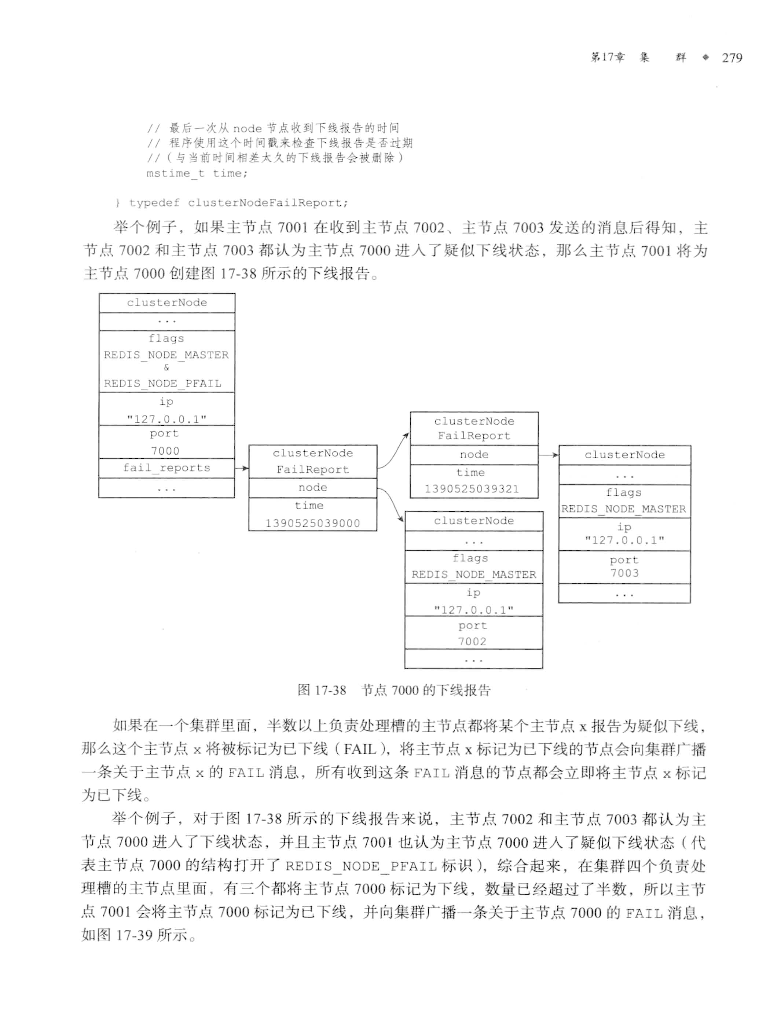 第17章 集 群 ◆ 279
// 最后一次从 node 节点收到下线报告的时间
// 程序使用这个时间戳来检查下线报告是否过期
// (与当前时间相差太久的下线报告会被删除)
mstime_t time;
} typedef clusterNodeFailReport;
举个例子，如果主节点 7001 在收到主节点 7002、主节点 7003 发送的消息后得知，主
节点 7002 和主节点 7003 都认为主节点 7000 进入了疑似下线状态，那么主节点 7001 将为
主节点 7000 创建图 17-38 所示的下线报告。
clusterNode
...
flags
REDIS_NODE_MASTER
&
REDIS_NODE_PFAIL
ip
"127.0.0.1"
port
7000
fail_reports
...
clusterNode
FailReport
node
time
1390525039000
clusterNode
FailReport
node
time
1390525039321
clusterNode
...
flags
REDIS_NODE_MASTER
ip
"127.0.0.1"
port
7002
...
clusterNode
...
flags
REDIS_NODE_MASTER
ip
"127.0.0.1"
port
7003
...
图 17-38 节点 7000 的下线报告
如果在一个集群里面，半数以上负责处理槽的主节点都将某个主节点 x 报告为疑似下线，
那么这个主节点 x 将被标记为已下线（FAIL），将主节点 x 标记为已下线的节点会向集群广播
一条关于主节点 x 的 FAIL 消息，所有收到这条 FAIL 消息的节点都会立即将主节点 x 标记
为已下线。
举个例子，对于图 17-38 所示的下线报告来说，主节点 7002 和主节点 7003 都认为主
节点 7000 进入了下线状态，并且主节点 7001 也认为主节点 7000 进入了疑似下线状态（代
表主节点 7000 的结构打开了 REDIS_NODE_PFAIL 标识），综合起来，在集群四个负责处
理槽的主节点里面，有三个都将主节点 7000 标记为下线，数量已经超过了半数，所以主节
点 7001 会将主节点 7000 标记为已下线，并向集群广播一条关于主节点 7000 的 FAIL 消息，
如图 17-39 所示。